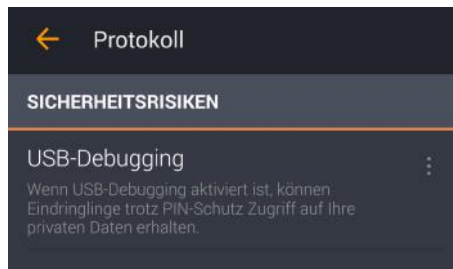 Protokoll
SICHERHEITSRISIKEN
USB-Debugging
Wenn USB-Debugging aktiviert ist, können
Eindringlinge trotz PIN-Schutz Zugriff auf Ihre
privaten Daten erhalten.